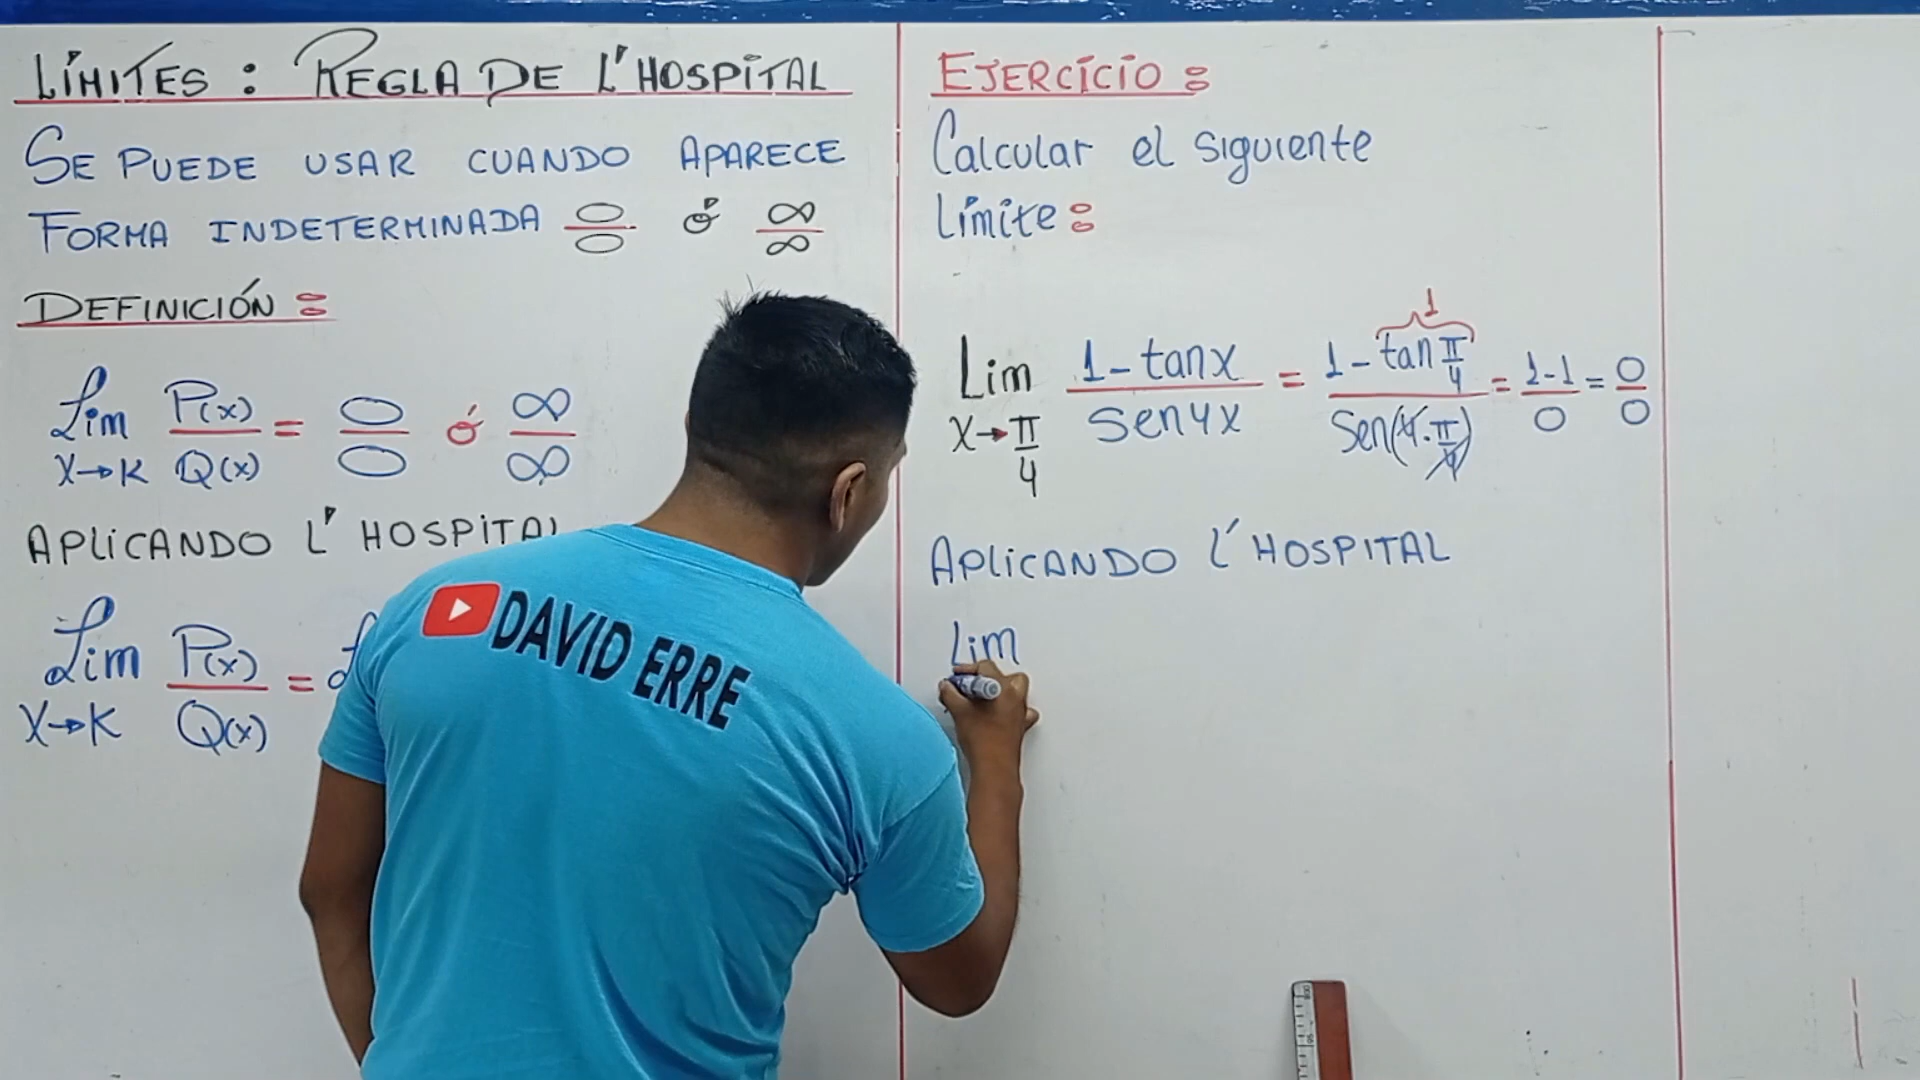 LÍMITES : REGLA DE L'HOSPITAL
SE PUEDE USAR CUANDO APARECE
FORMA INDETERMINADA 0/0 ó ∞/∞
DEFINICIÓN :
Lim P(x)/Q(x) = 0/0 ó ∞/∞
X→K
APLICANDO L'HOSPITAL
Lim P(x)/Q(x) =
X→K
DAVID ERRE
EJERCICIO :
Calcular el siguiente
Límite :
1
Lim 1-tanx/sen4x = 1-tan π/4 / Sen(4·π/4) = 1-1/0 = 0/0
X→π/4
APLICANDO L'HOSPITAL
Lim